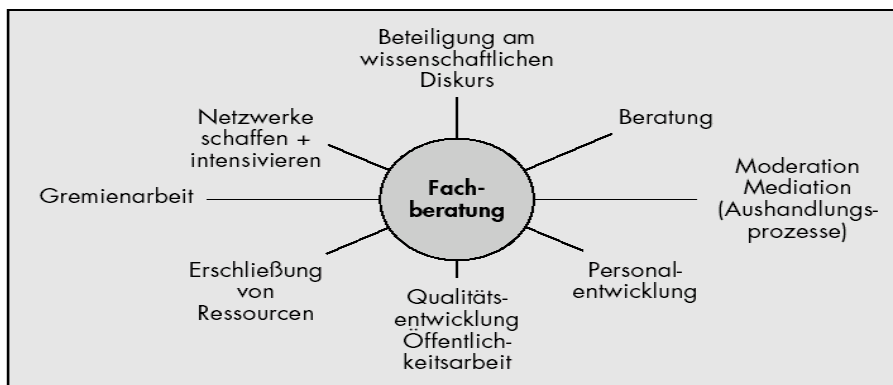 Beteiligung am
wissenschaftlichen
Diskurs
Netzwerke
schaffen +
intensivieren
Beratung
Gremienarbeit
Fach-
beratung
Moderation
Mediation
(Aushandlungs-
prozesse)
Erschließung
von
Ressourcen
Qualitäts-
entwicklung
Öffentlich-
keitsarbeit
Personal-
entwicklung